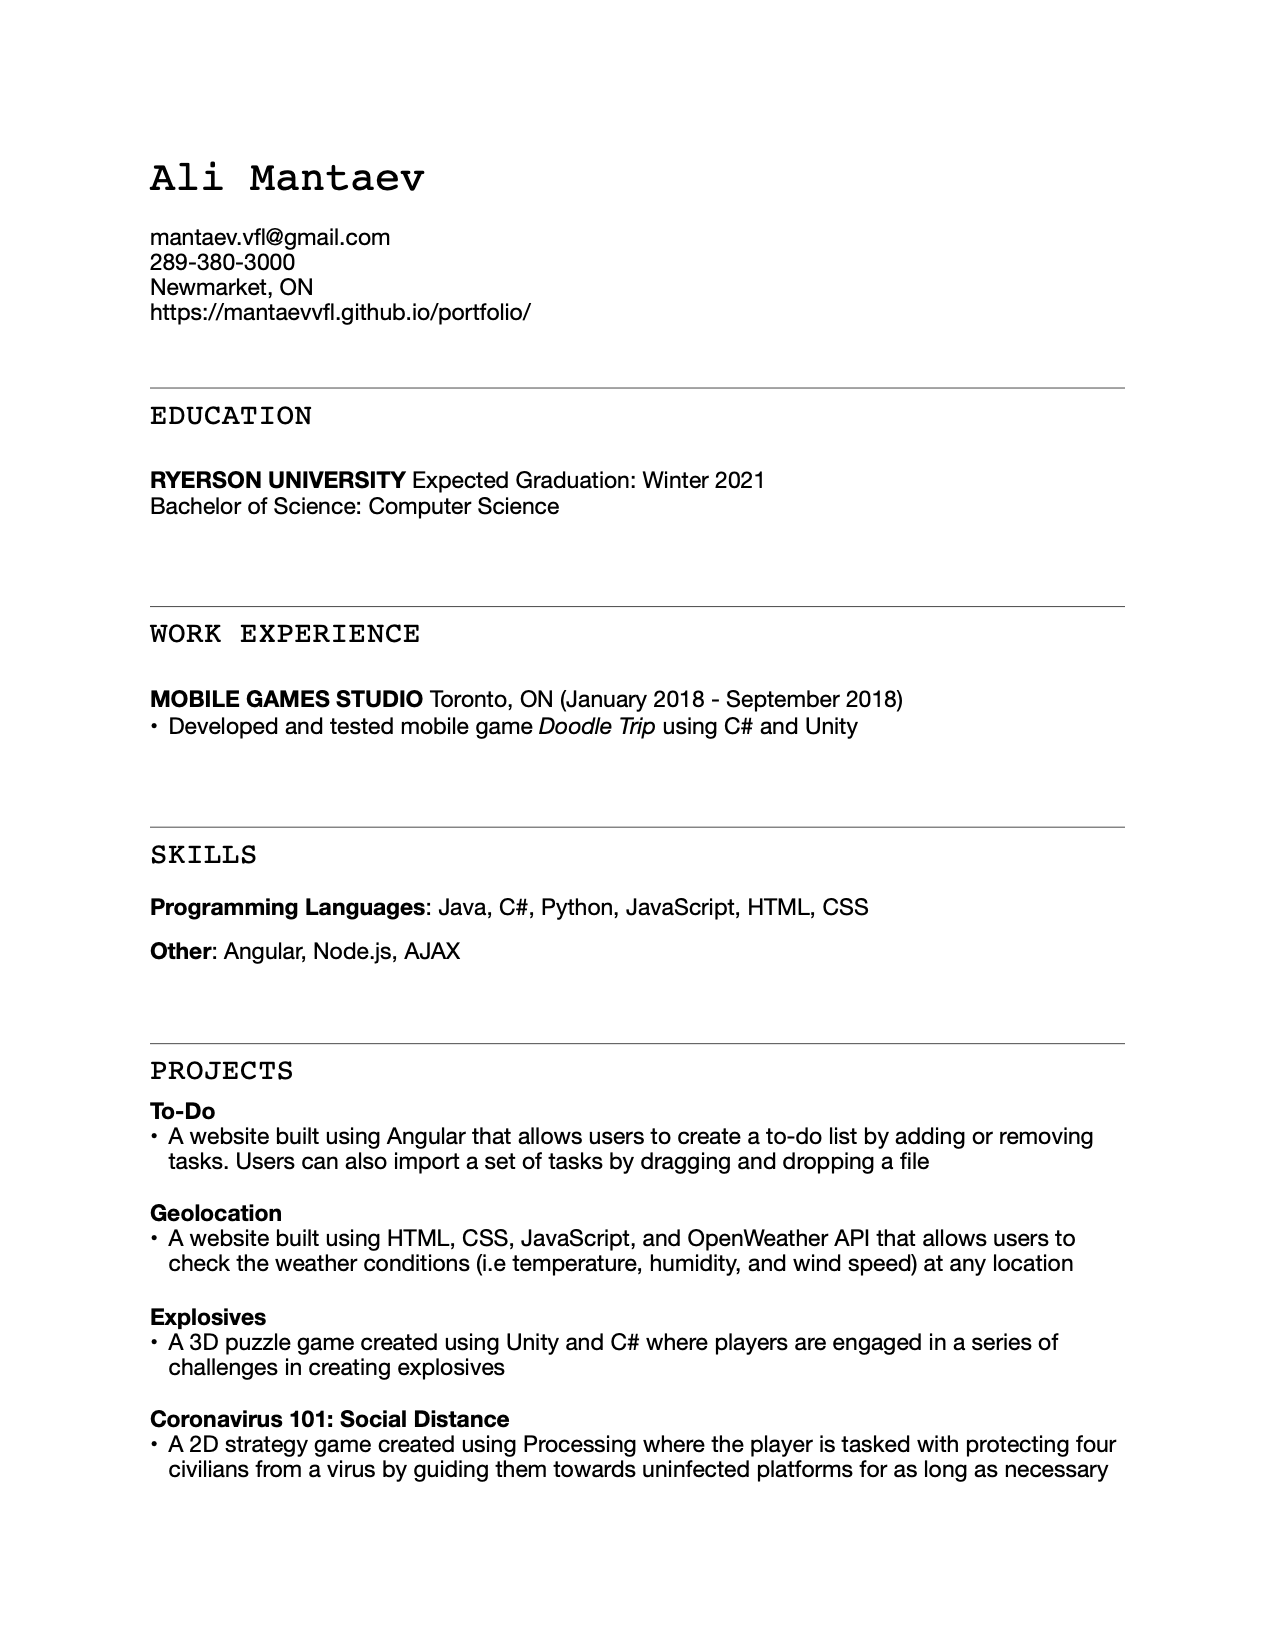 Ali Mantaev
mantaev.vfl@gmail.com
289-380-3000
Newmarket, ON
https://mantaevvfl.github.io/portfolio/
EDUCATION
RYERSON UNIVERSITY Expected Graduation: Winter 2021
Bachelor of Science: Computer Science
WORK EXPERIENCE
MOBILE GAMES STUDIO Toronto, ON (January 2018 - September 2018)
• Developed and tested mobile game Doodle Trip using C# and Unity
SKILLS
Programming Languages: Java, C#, Python, JavaScript, HTML, CSS
Other: Angular, Node.js, AJAX
PROJECTS
To-Do
• A website built using Angular that allows users to create a to-do list by adding or removing
tasks. Users can also import a set of tasks by dragging and dropping a file
Geolocation
• A website built using HTML, CSS, JavaScript, and OpenWeather API that allows users to
check the weather conditions (i.e temperature, humidity, and wind speed) at any location
Explosives
• A 3D puzzle game created using Unity and C# where players are engaged in a series of
challenges in creating explosives
Coronavirus 101: Social Distance
• A 2D strategy game created using Processing where the player is tasked with protecting four
civilians from a virus by guiding them towards uninfected platforms for as long as necessary